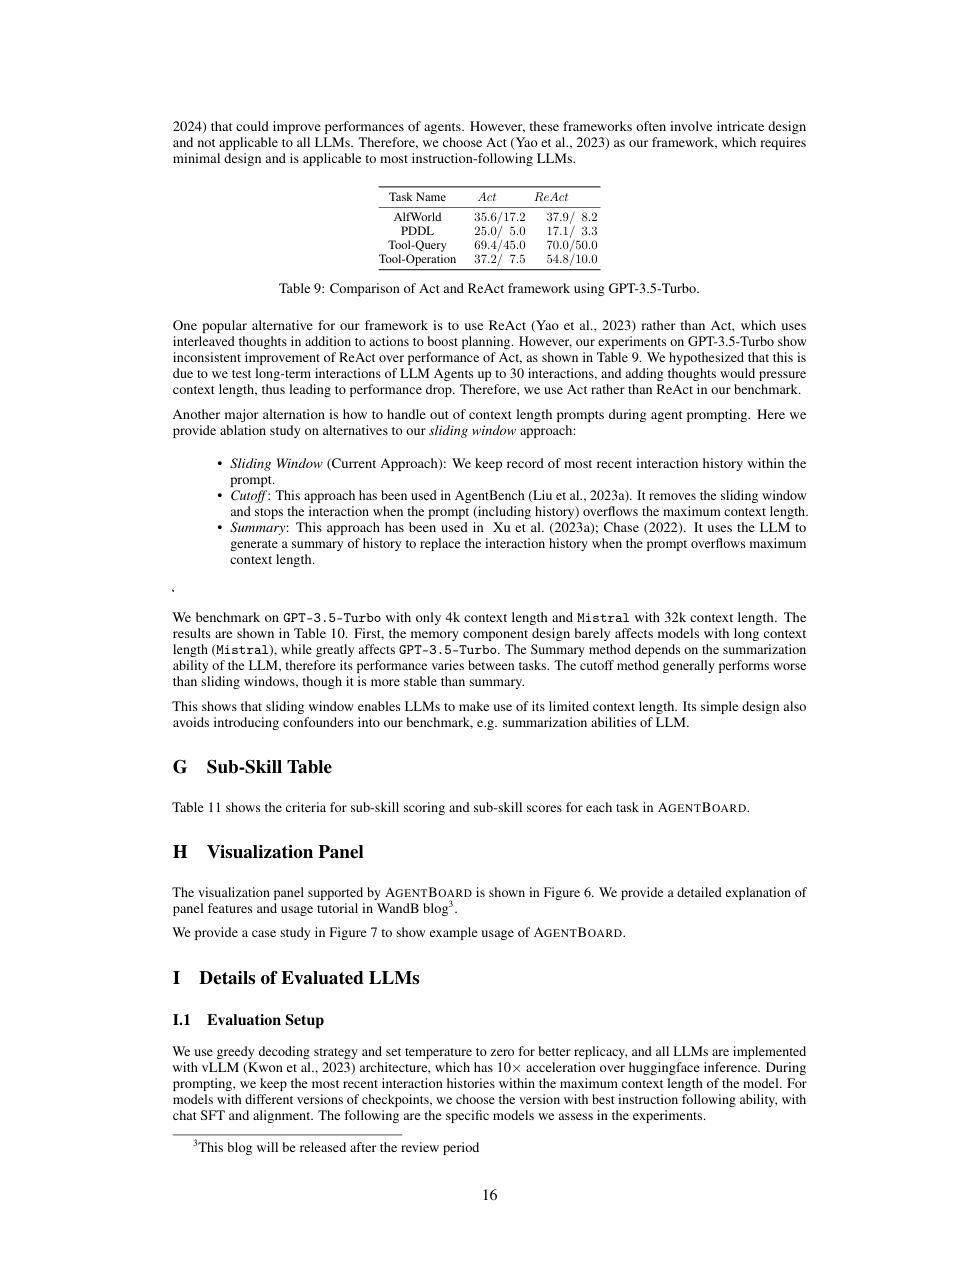 2024) that could improve performances of agents. However, these frameworks often involve intricate design
and not applicable to all LLMs. Therefore, we choose Act (Yao et al., 2023) as our framework, which requires
minimal design and is applicable to most instruction-following LLMs.
Task Name Act ReAct
AlfWorld 35.6/17.2 37.9/ 8.2
PDDL 25.0/ 5.0 17.1/ 3.3
Tool-Query 69.4/45.0 70.0/50.0
Tool-Operation 37.2/ 7.5 54.8/10.0
Table 9: Comparison of Act and ReAct framework using GPT-3.5-Turbo.
One popular alternative for our framework is to use ReAct (Yao et al., 2023) rather than Act, which uses
interleaved thoughts in addition to actions to boost planning. However, our experiments on GPT-3.5-Turbo show
inconsistent improvement of ReAct over performance of Act, as shown in Table 9. We hypothesized that this is
due to we test long-term interactions of LLM Agents up to 30 interactions, and adding thoughts would pressure
context length, thus leading to performance drop. Therefore, we use Act rather than ReAct in our benchmark.
Another major alternation is how to handle out of context length prompts during agent prompting. Here we
provide ablation study on alternatives to our sliding window approach:
• Sliding Window (Current Approach): We keep record of most recent interaction history within the
prompt.
• Cutoff: This approach has been used in AgentBench (Liu et al., 2023a). It removes the sliding window
and stops the interaction when the prompt (including history) overflows the maximum context length.
• Summary: This approach has been used in Xu et al. (2023a); Chase (2022). It uses the LLM to
generate a summary of history to replace the interaction history when the prompt overflows maximum
context length.
‘
We benchmark on GPT-3.5-Turbo with only 4k context length and Mistral with 32k context length. The
results are shown in Table 10. First, the memory component design barely affects models with long context
length (Mistral), while greatly affects GPT-3.5-Turbo. The Summary method depends on the summarization
ability of the LLM, therefore its performance varies between tasks. The cutoff method generally performs worse
than sliding windows, though it is more stable than summary.
This shows that sliding window enables LLMs to make use of its limited context length. Its simple design also
avoids introducing confounders into our benchmark, e.g. summarization abilities of LLM.
G Sub-Skill Table
Table 11 shows the criteria for sub-skill scoring and sub-skill scores for each task in AGENTBOARD.
H Visualization Panel
The visualization panel supported by AGENTBOARD is shown in Figure 6. We provide a detailed explanation of
panel features and usage tutorial in WandB blog³.
We provide a case study in Figure 7 to show example usage of AGENTBOARD.
I Details of Evaluated LLMs
I.1 Evaluation Setup
We use greedy decoding strategy and set temperature to zero for better replicacy, and all LLMs are implemented
with vLLM (Kwon et al., 2023) architecture, which has 10× acceleration over huggingface inference. During
prompting, we keep the most recent interaction histories within the maximum context length of the model. For
models with different versions of checkpoints, we choose the version with best instruction following ability, with
chat SFT and alignment. The following are the specific models we assess in the experiments.
³This blog will be released after the review period
16